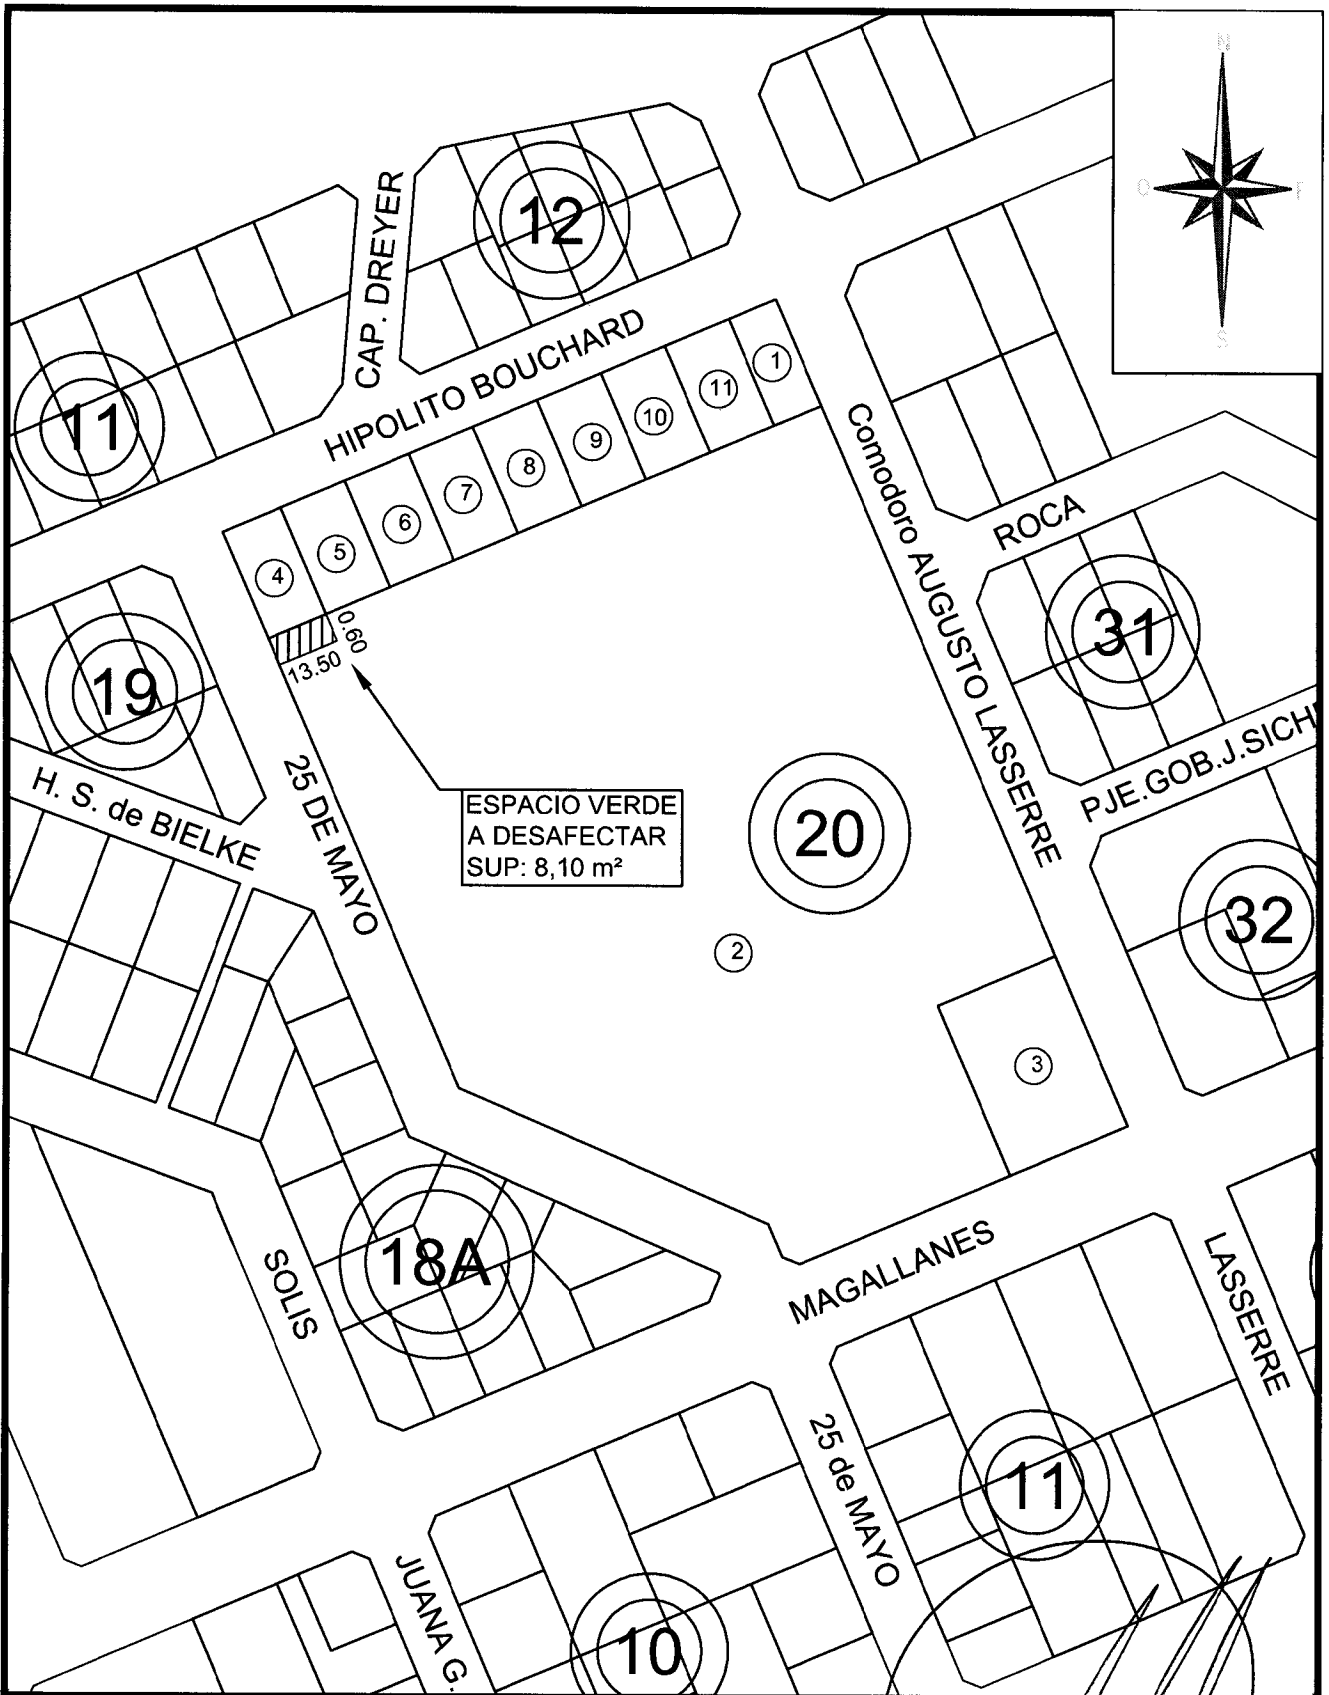 N
O
E
S
12
CAP. DREYER
11
HIPOLITO BOUCHARD
1
11
10
9
8
7
6
5
4
Comodoro AUGUSTO LASSERRE
ROCA
31
0.60
13.50
19
PJE.GOB.J.SICH
H. S. de BIELKE
25 DE MAYO
ESPACIO VERDE
A DESAFECTAR
SUP: 8,10 m²
20
32
2
3
18A
SOLIS
MAGALLANES
LASSERRE
25 de MAYO
11
JUANA G.
10